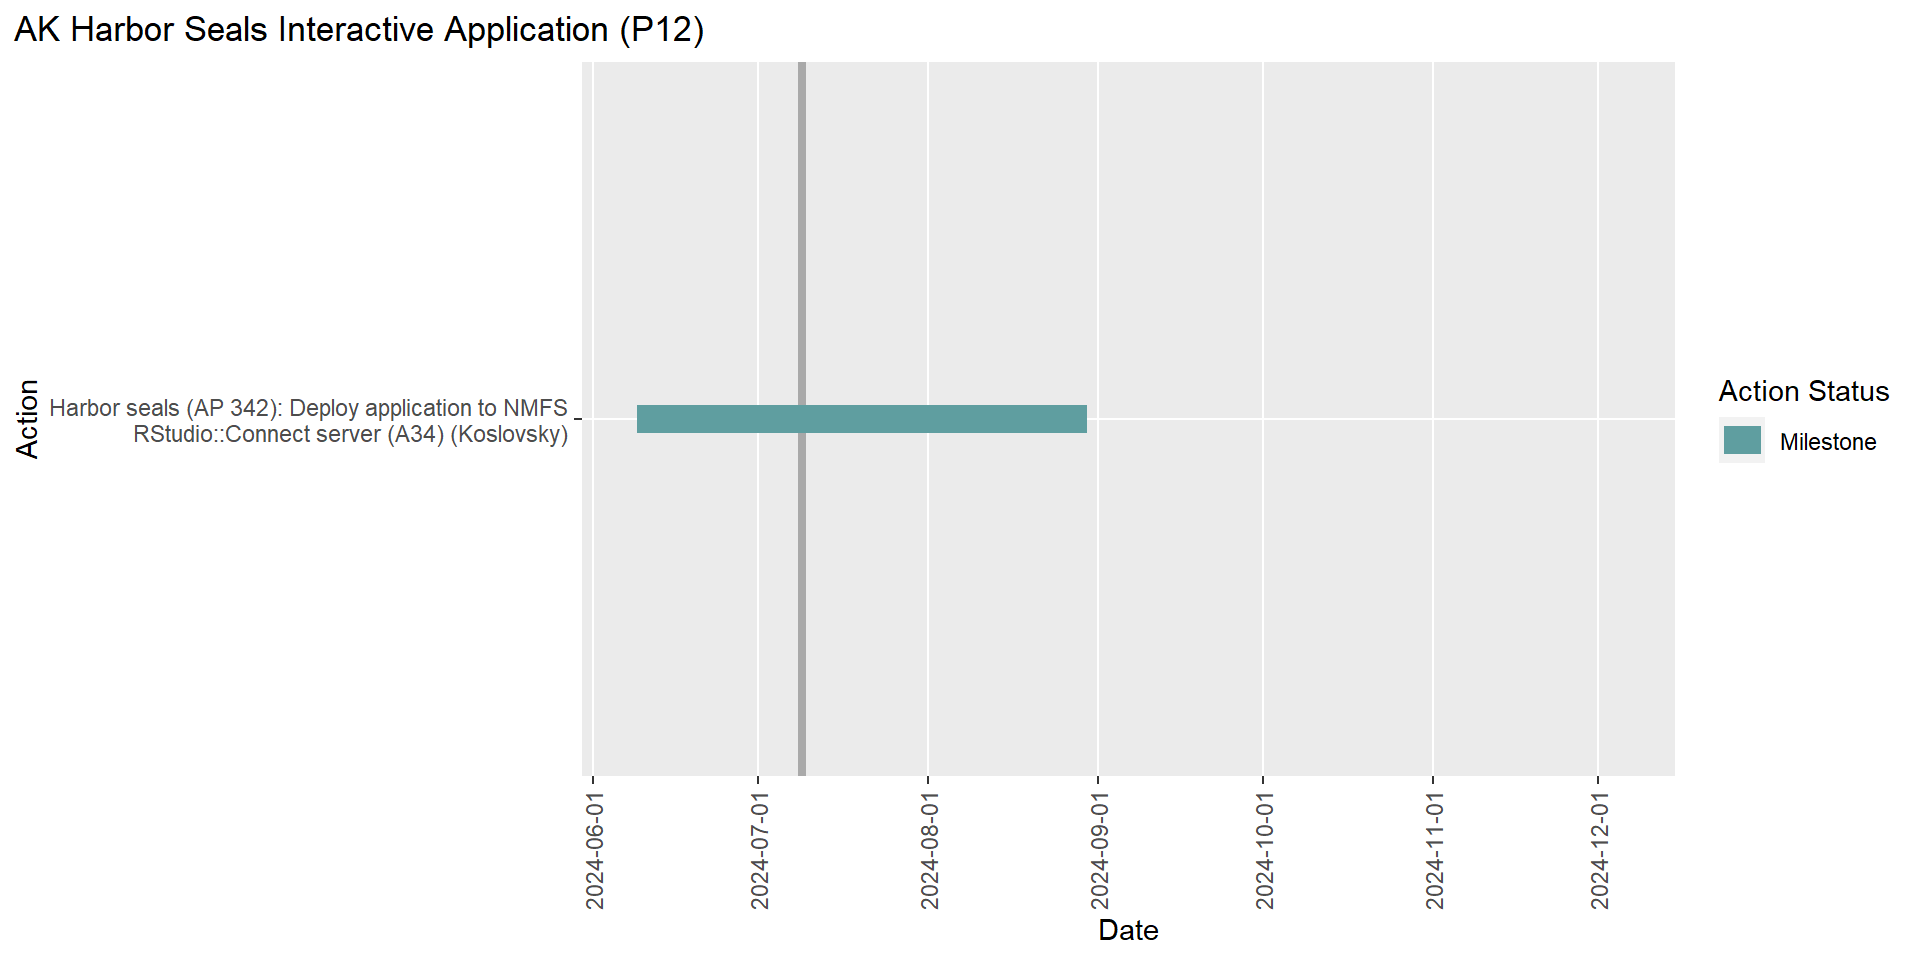 AK Harbor Seals Interactive Application (P12)
Action
Harbor seals (AP 342): Deploy application to NMFS
RStudio::Connect server (A34) (Koslovsky)
Action Status
Milestone
2024-06-01
2024-07-01
2024-08-01
2024-09-01
2024-10-01
2024-11-01
2024-12-01
Date